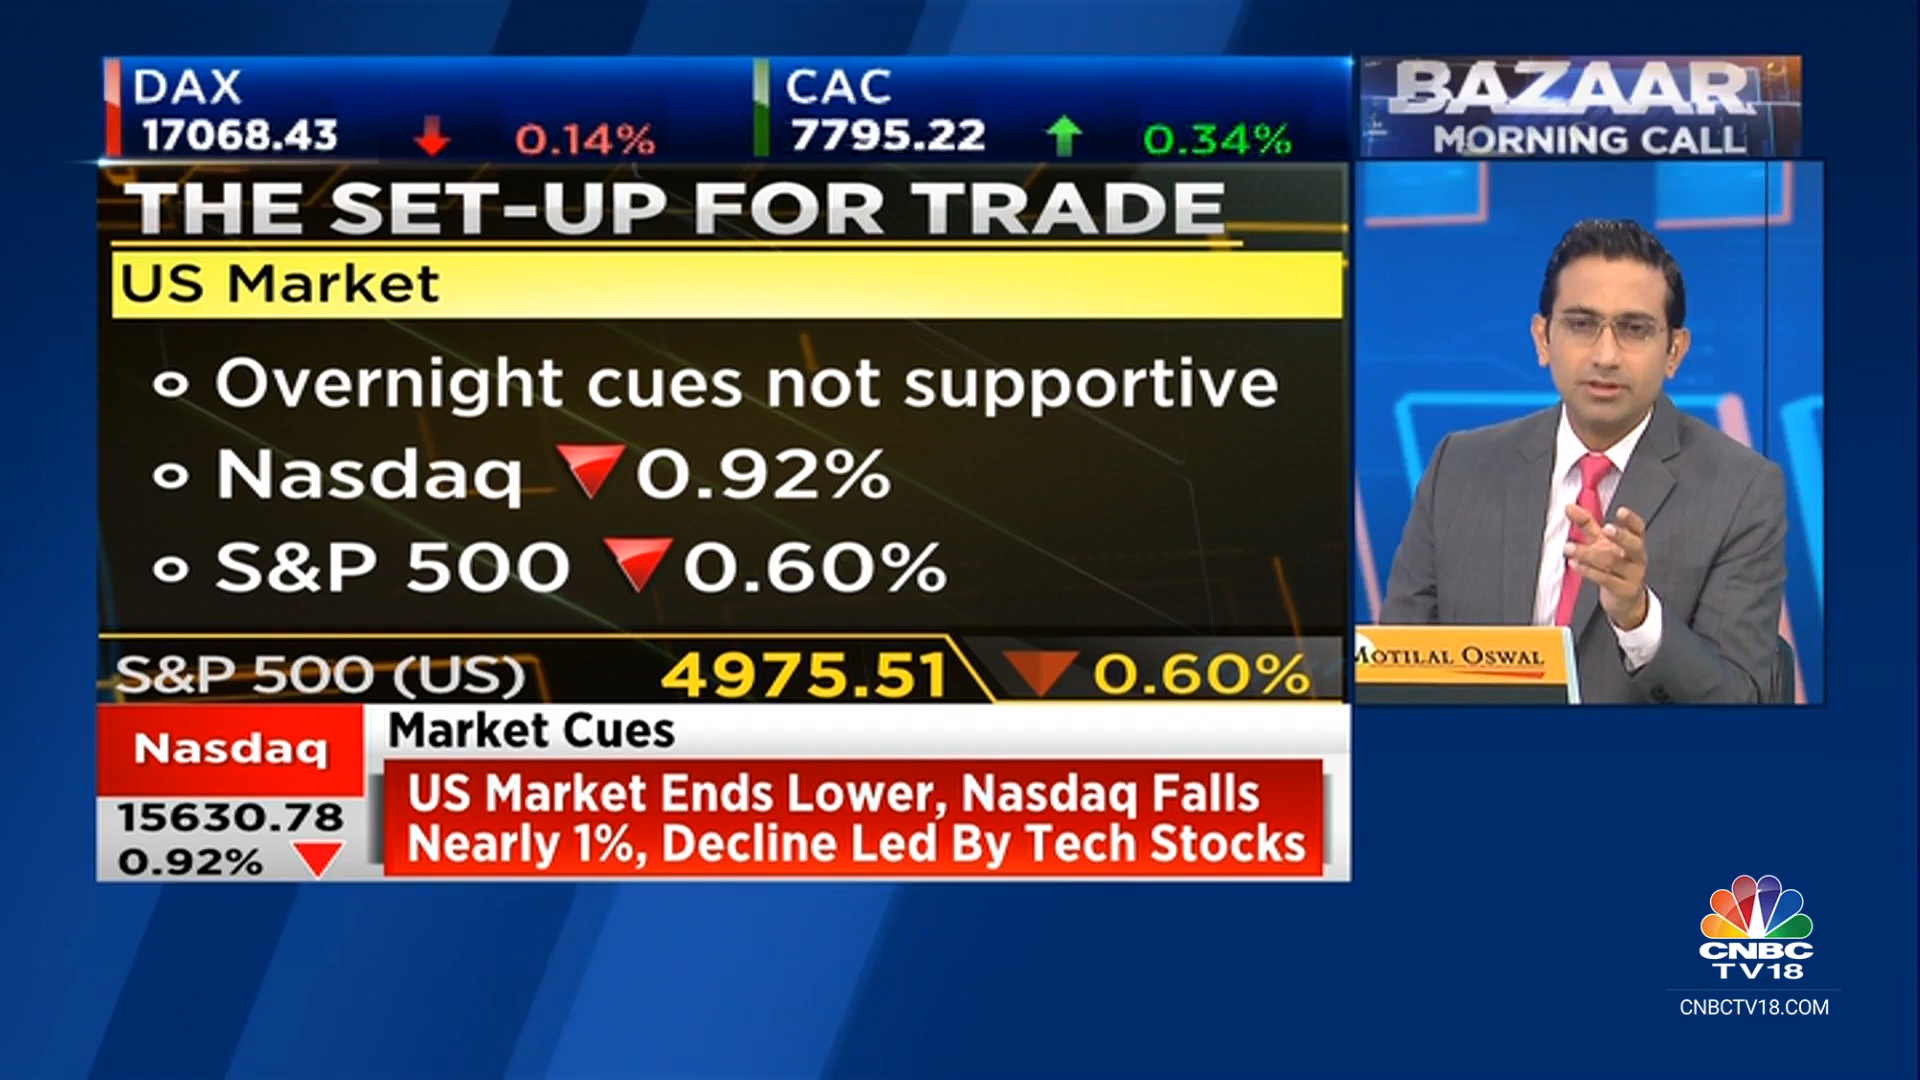 DAX
17068.43 0.14%
CAC
7795.22 0.34%
BAZAAR
MORNING CALL
THE SET-UP FOR TRADE
US Market
Overnight cues not supportive
Nasdaq 0.92%
S&P 500 0.60%
S&P 500 (US) 4975.51 0.60%
MOTILAL OSWAL
Nasdaq
15630.78
0.92%
Market Cues
US Market Ends Lower, Nasdaq Falls
Nearly 1%, Decline Led By Tech Stocks
CNBC
TV18
CNBCTV18.COM